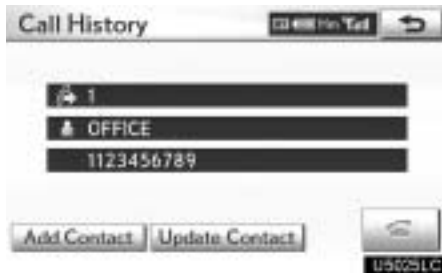 Call History
1
OFFICE
1123456789
Add Contact Update Contact
U5025LC